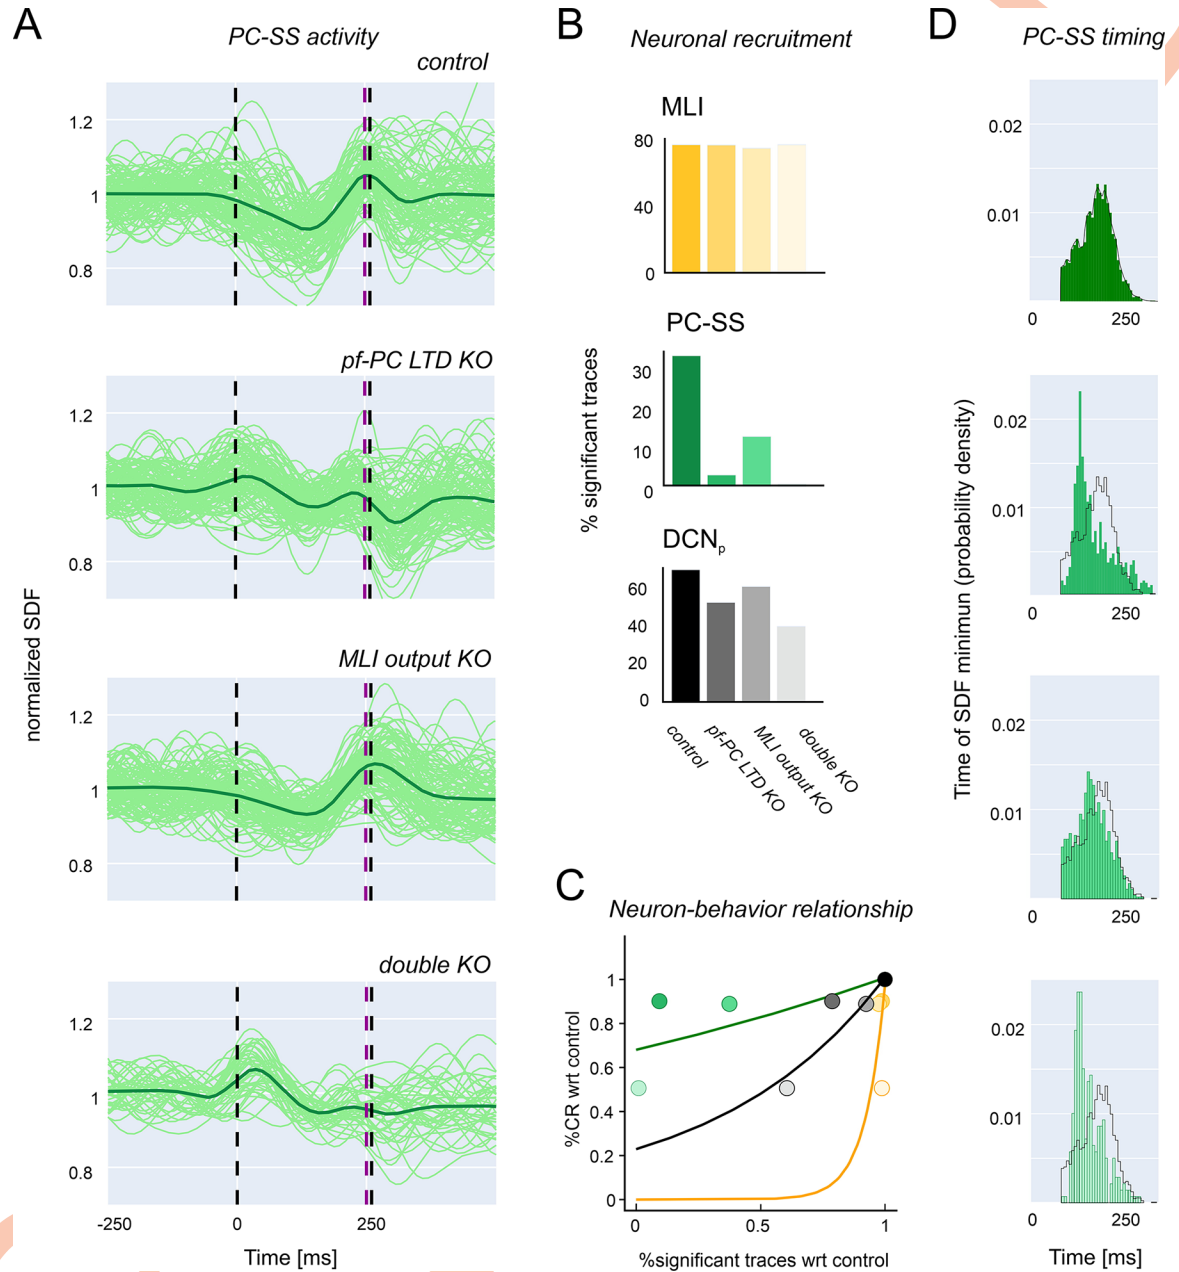 A
PC-SS activity
control
1.2
1
0.8
pf-PC LTD KO
1.2
1
0.8
MLI output KO
1.2
1
0.8
double KO
1.2
1
0.8
-250
0
250
Time [ms]
normalized SDF
B
Neuronal recruitment
MLI
80
40
0
PC-SS
30
20
10
0
DCNp
60
40
20
0
% significant traces
control
pf-PC LTD KO
MLI output KO
double KO
C
Neuron-behavior relationship
1
0.8
0.6
0.4
0.2
0
0
0.5
1
%CR wrt control
%significant traces wrt control
D
PC-SS timing
0.02
0.01
0
250
0.02
0.01
0
250
0.02
0.01
0
250
0.02
0.01
0
250
Time [ms]
Time of SDF minimun (probability density)